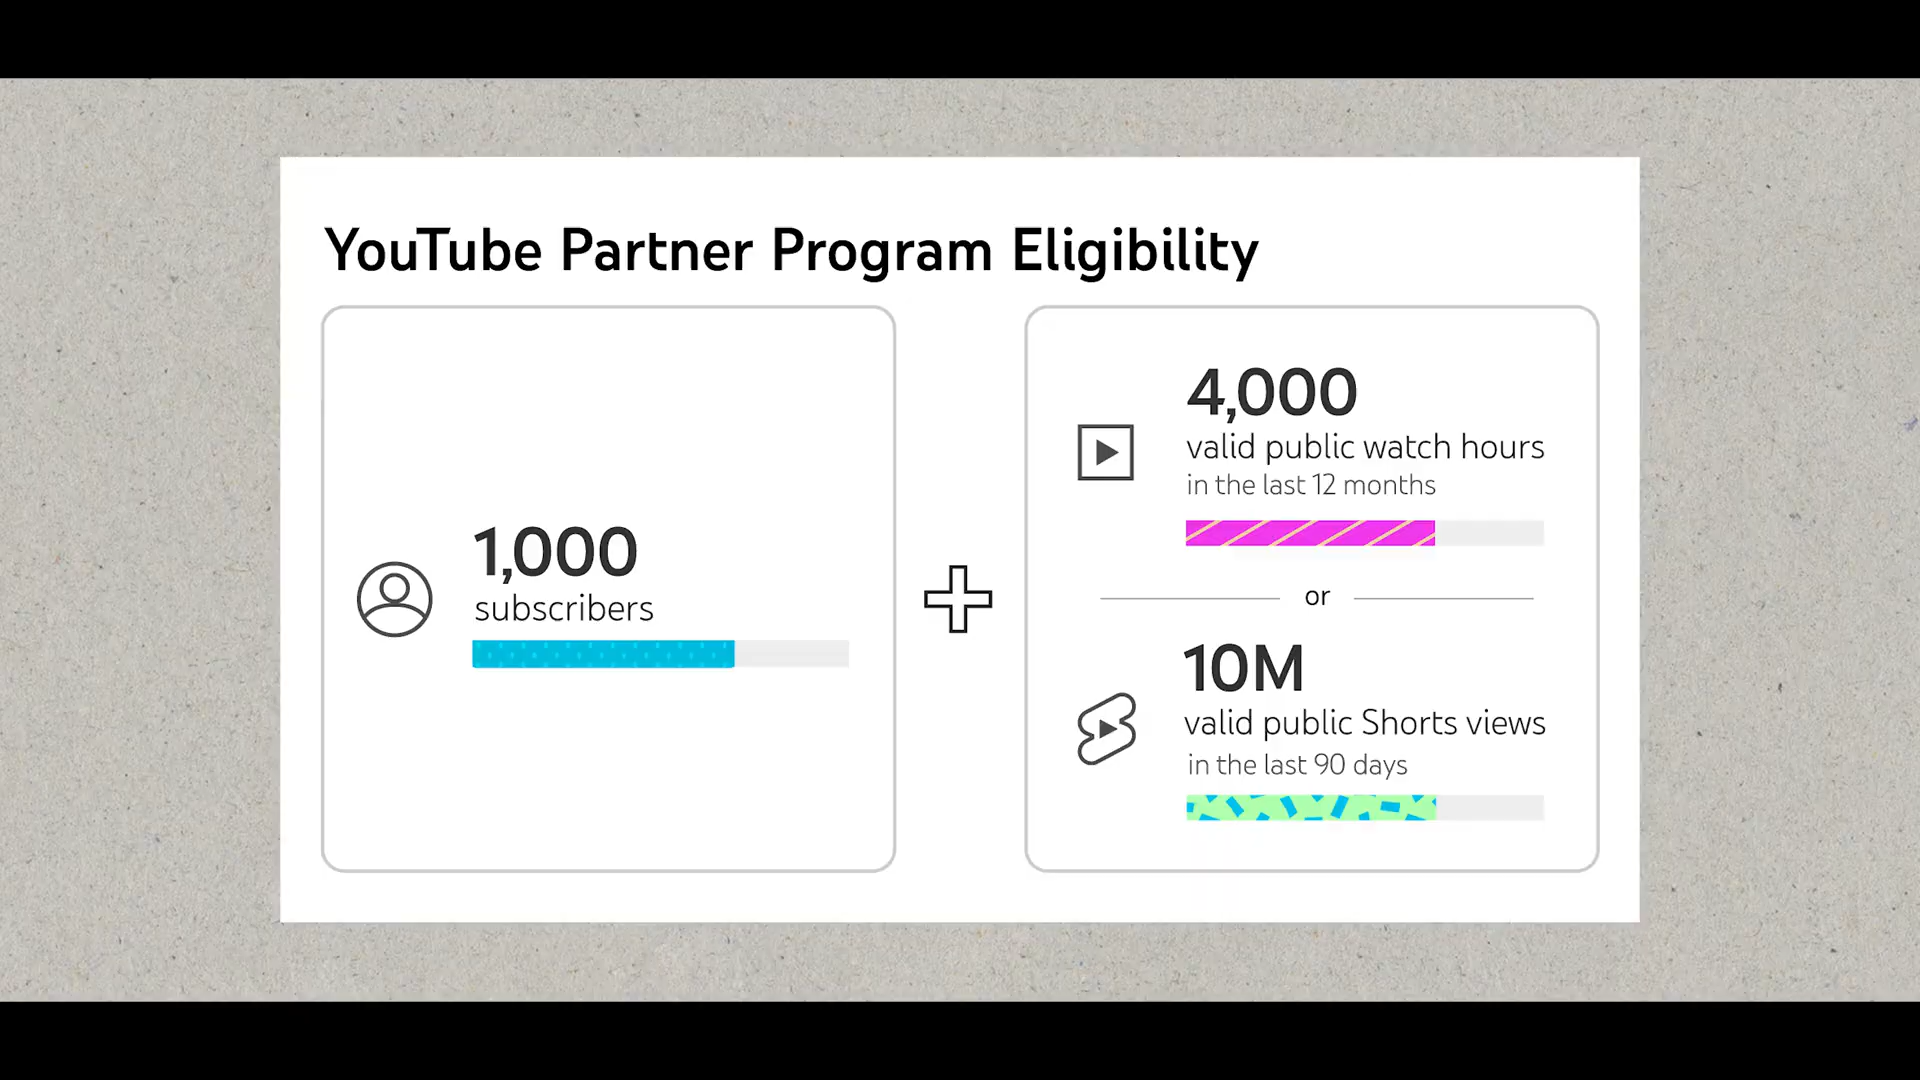 YouTube Partner Program Eligibility
1,000
subscribers
4,000
valid public watch hours
in the last 12 months
or
10M
valid public Shorts views
in the last 90 days